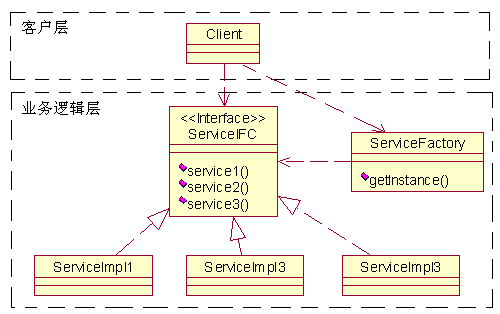 客户层
Client
业务逻辑层
<<Interface>>
ServiceIFC
service1()
service2()
service3()
ServiceFactory
getInstance()
ServiceImpl1
ServiceImpl3
ServiceImpl3